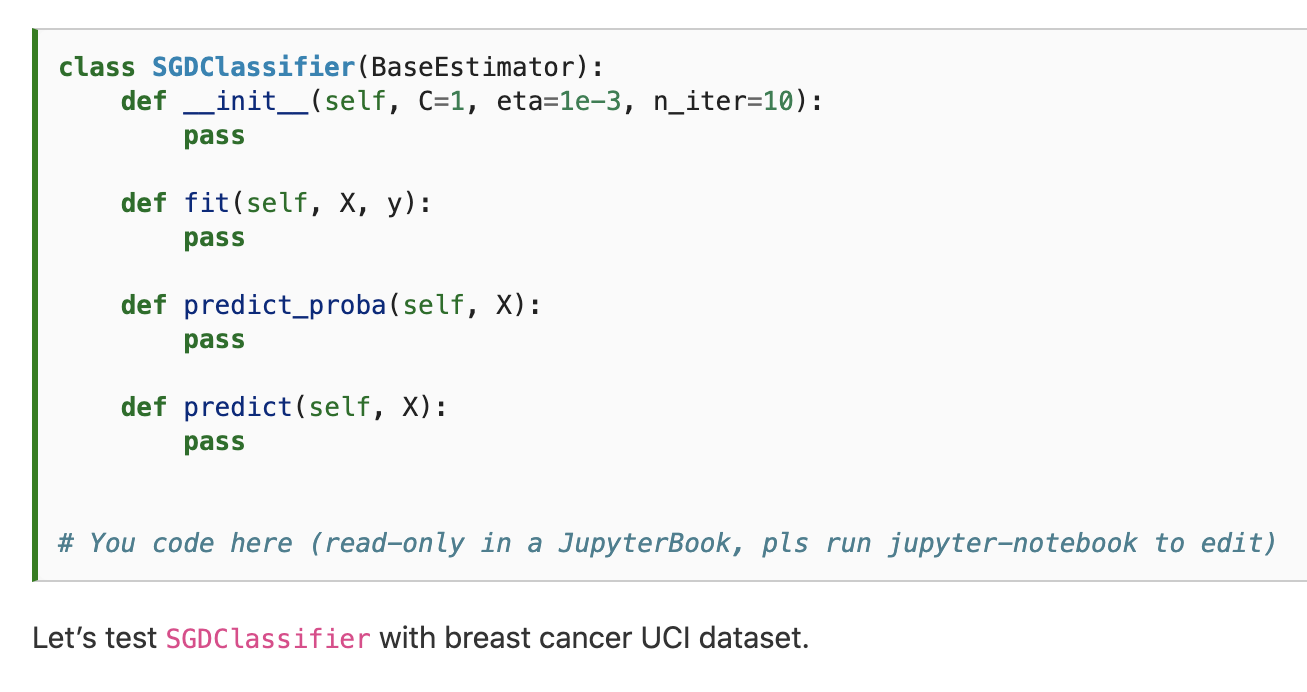 class SGDClassifier(BaseEstimator):
    def __init__(self, C=1, eta=1e-3, n_iter=10):
        pass

    def fit(self, X, y):
        pass

    def predict_proba(self, X):
        pass

    def predict(self, X):
        pass


# You code here (read-only in a JupyterBook, pls run jupyter-notebook to edit)
Let’s test SGDClassifier with breast cancer UCI dataset.